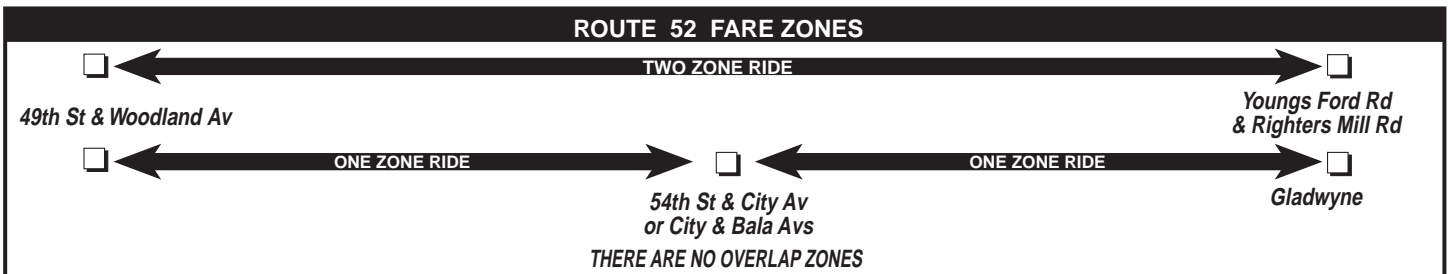 ROUTE 52 FARE ZONES
TWO ZONE RIDE
49th St & Woodland Av
Youngs Ford Rd
& Righters Mill Rd
ONE ZONE RIDE
ONE ZONE RIDE
54th St & City Av
or City & Bala Avs
Gladwyne
THERE ARE NO OVERLAP ZONES